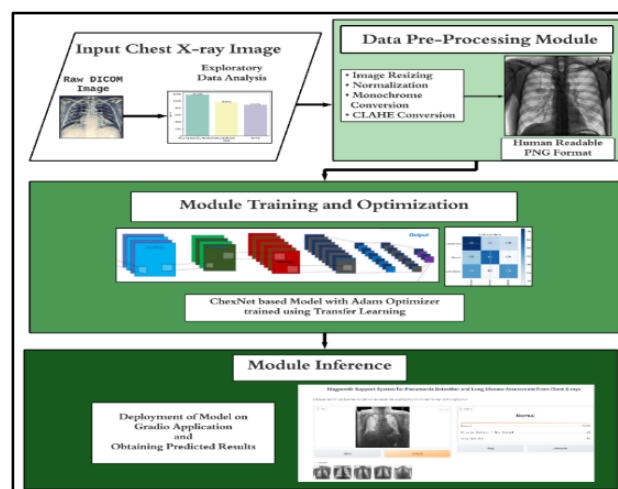 Input Chest X-ray Image
Raw DICOM
Image
Exploratory
Data Analysis
Data Pre-Processing Module
• Image Resizing
• Normalization
• Monochrome
Conversion
• CLAHE Conversion
Human Readable
PNG Format
Module Training and Optimization
Output
ChexNet based Model with Adam Optimizer
trained using Transfer Learning
Module Inference
Deployment of Model on
Gradio Application
and
Obtaining Predicted Results
Diagnostic Support System for Pneumonia Detection and Lung Disease Assessment From Chest X-rays
Normal